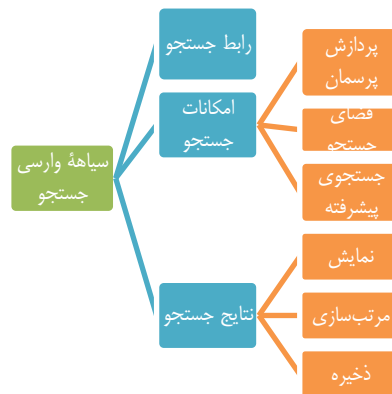 سیاههٔ وارسی
جستجو
رابط جستجو
امکانات
جستجو
پردازش
پرسمان
فضای
جستجو
جستجوی
پیشرفته
نتایج جستجو
نمایش
مرتب‌سازی
ذخیره